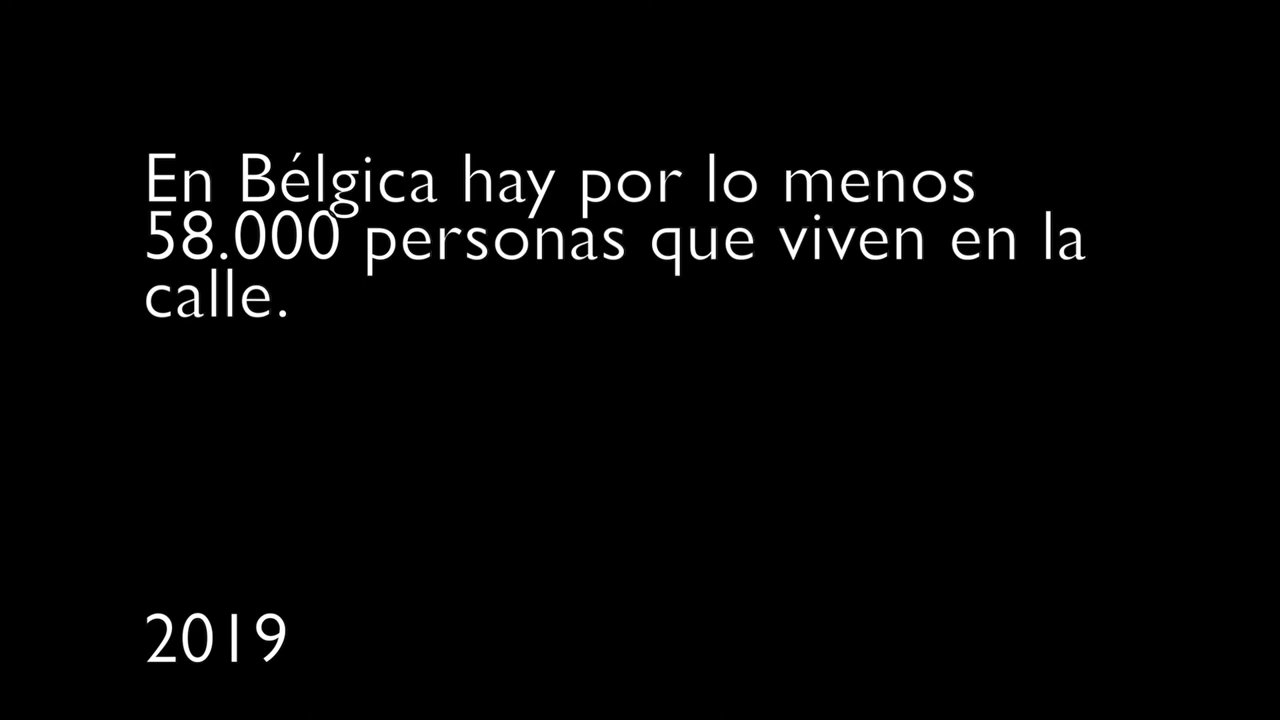 En Bélgica hay por lo menos
58.000 personas que viven en la
calle.
2019